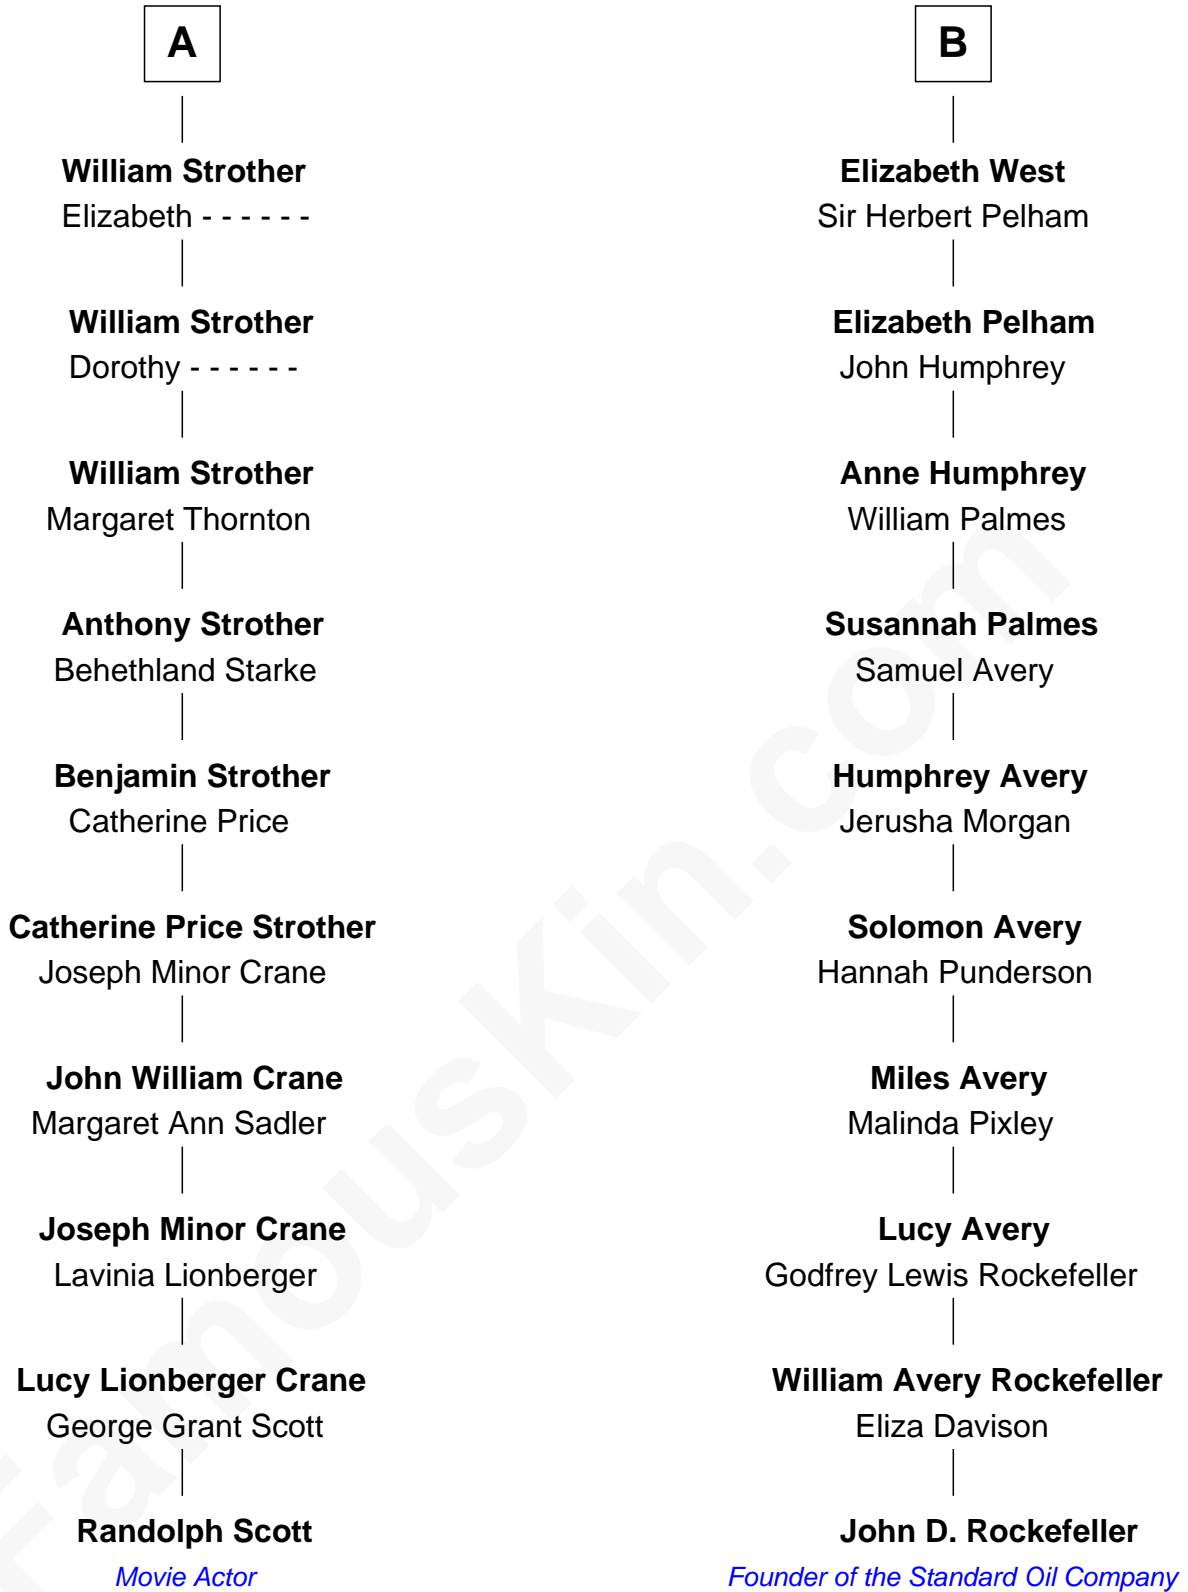 A
William Strother
Elizabeth - - - - - -
William Strother
Dorothy - - - - - -
William Strother
Margaret Thornton
Anthony Strother
Behethland Starke
Benjamin Strother
Catherine Price
Catherine Price Strother
Joseph Minor Crane
John William Crane
Margaret Ann Sadler
Joseph Minor Crane
Lavinia Lionberger
Lucy Lionberger Crane
George Grant Scott
Randolph Scott
Movie Actor
B
Elizabeth West
Sir Herbert Pelham
Elizabeth Pelham
John Humphrey
Anne Humphrey
William Palmes
Susannah Palmes
Samuel Avery
Humphrey Avery
Jerusha Morgan
Solomon Avery
Hannah Punderson
Miles Avery
Malinda Pixley
Lucy Avery
Godfrey Lewis Rockefeller
William Avery Rockefeller
Eliza Davison
John D. Rockefeller
Founder of the Standard Oil Company
FamousKin.com